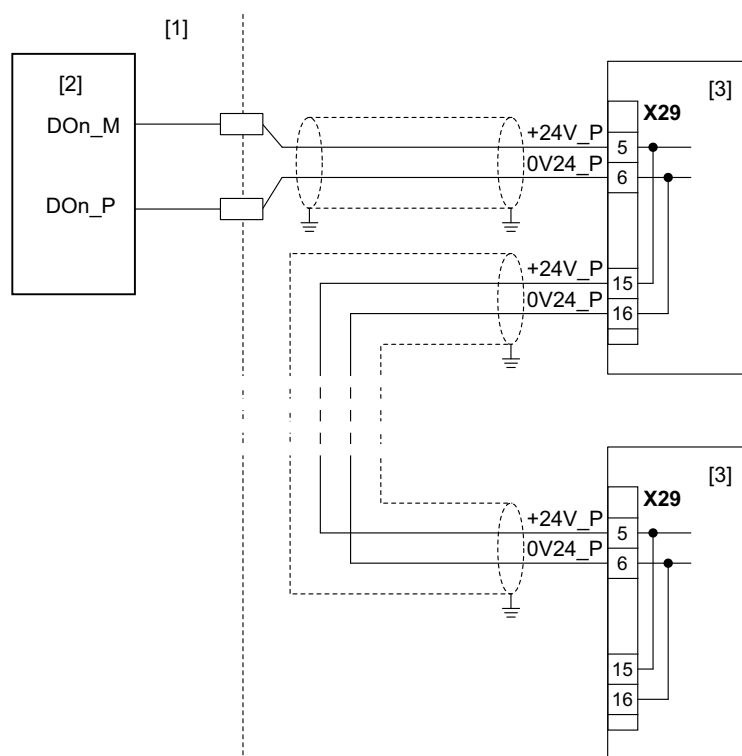 [1]
[2]
DOn_M
DOn_P
[3]
X29
+24V_P
5
0V24_P
6
+24V_P
15
0V24_P
16
[3]
X29
+24V_P
5
0V24_P
6
15
16